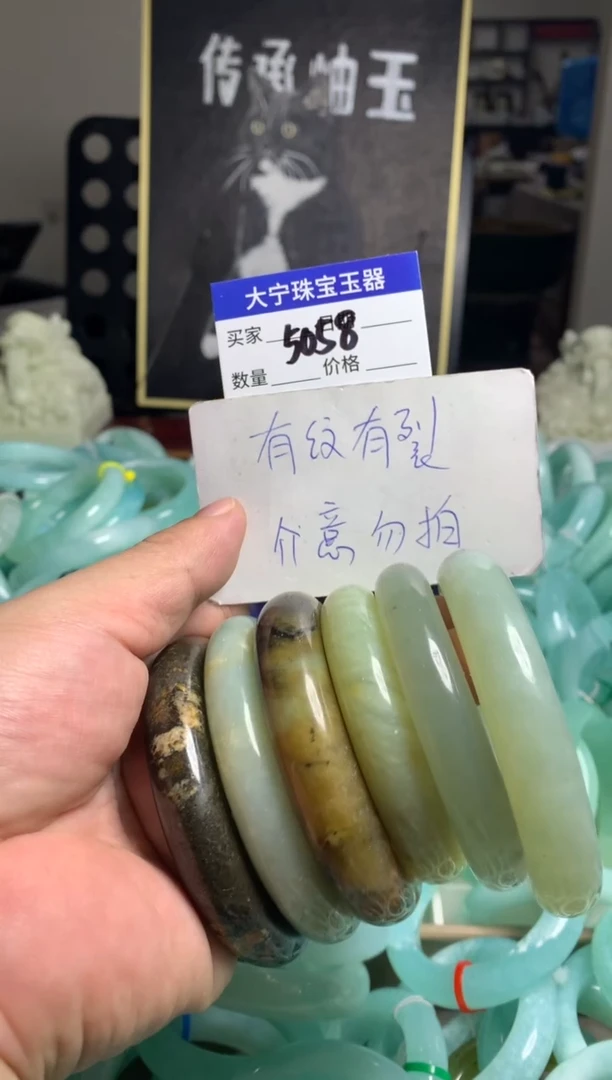 传承岫玉
大宁珠宝玉器
买家 5058
数量 价格
有纹有裂
介意勿拍